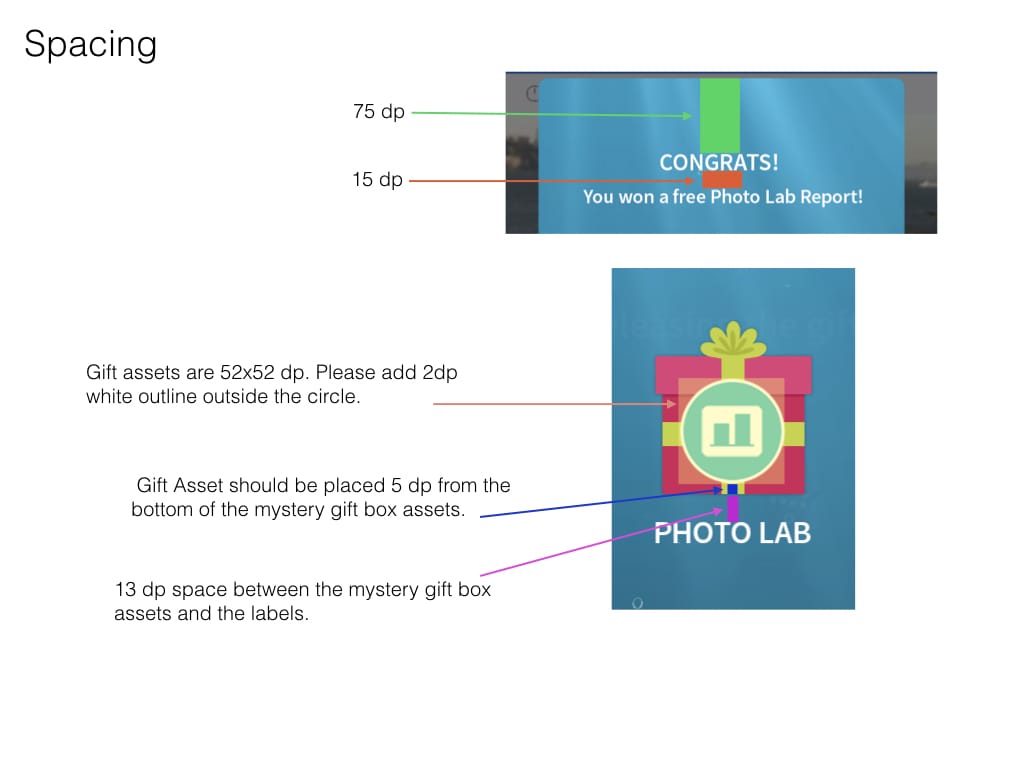 Spacing
75 dp
CONGRATS!
15 dp
You won a free Photo Lab Report!
Gift assets are 52x52 dp. Please add 2dp
white outline outside the circle.
Gift Asset should be placed 5 dp from the
bottom of the mystery gift box assets.
PHOTO LAB
13 dp space between the mystery gift box
assets and the labels.